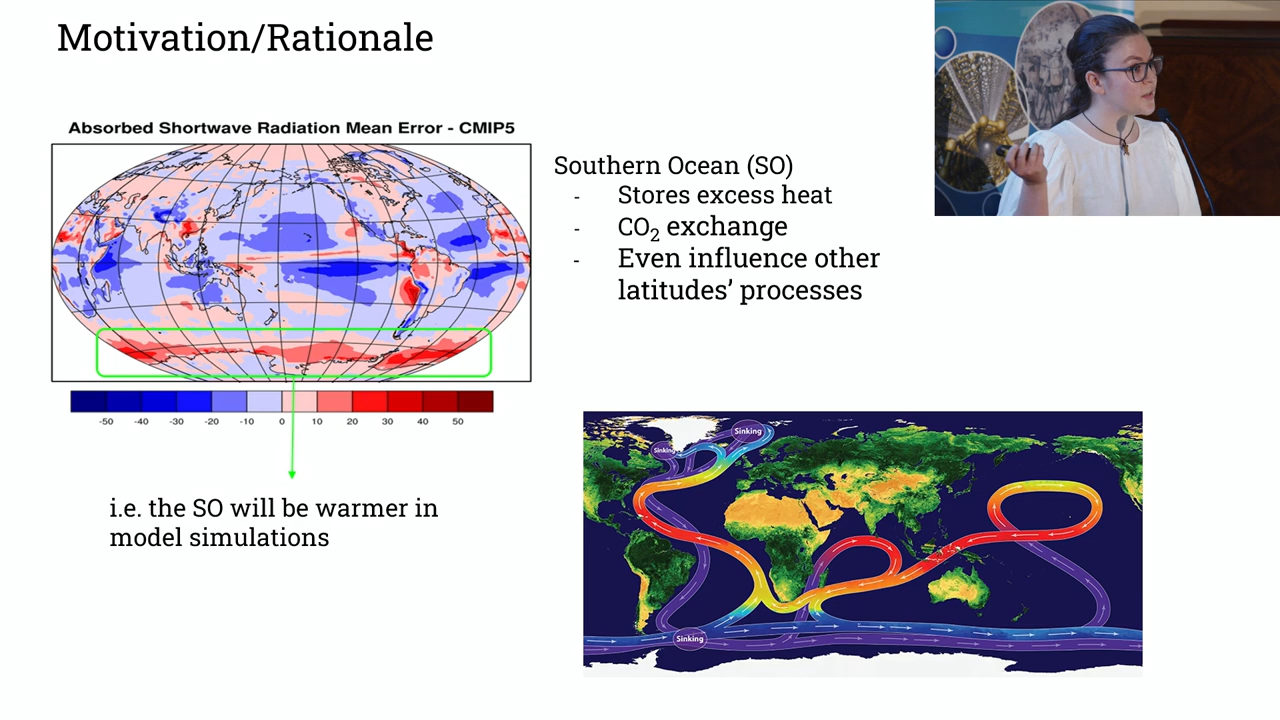 Motivation/Rationale
Absorbed Shortwave Radiation Mean Error - CMIP5
-50 -40 -30 -20 -10 0 10 20 30 40 50
i.e. the SO will be warmer in
model simulations
Southern Ocean (SO)
- Stores excess heat
- CO₂ exchange
- Even influence other
latitudes’ processes
Sinking
Sinking
Sinking